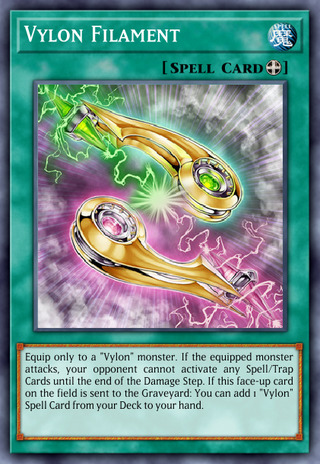 Vylon Filament
魔
[Spell Card]
Equip only to a "Vylon" monster. If the equipped monster
attacks, your opponent cannot activate any Spell/Trap
Cards until the end of the Damage Step. If this face-up card
on the field is sent to the Graveyard: You can add 1 "Vylon"
Spell Card from your Deck to your hand.